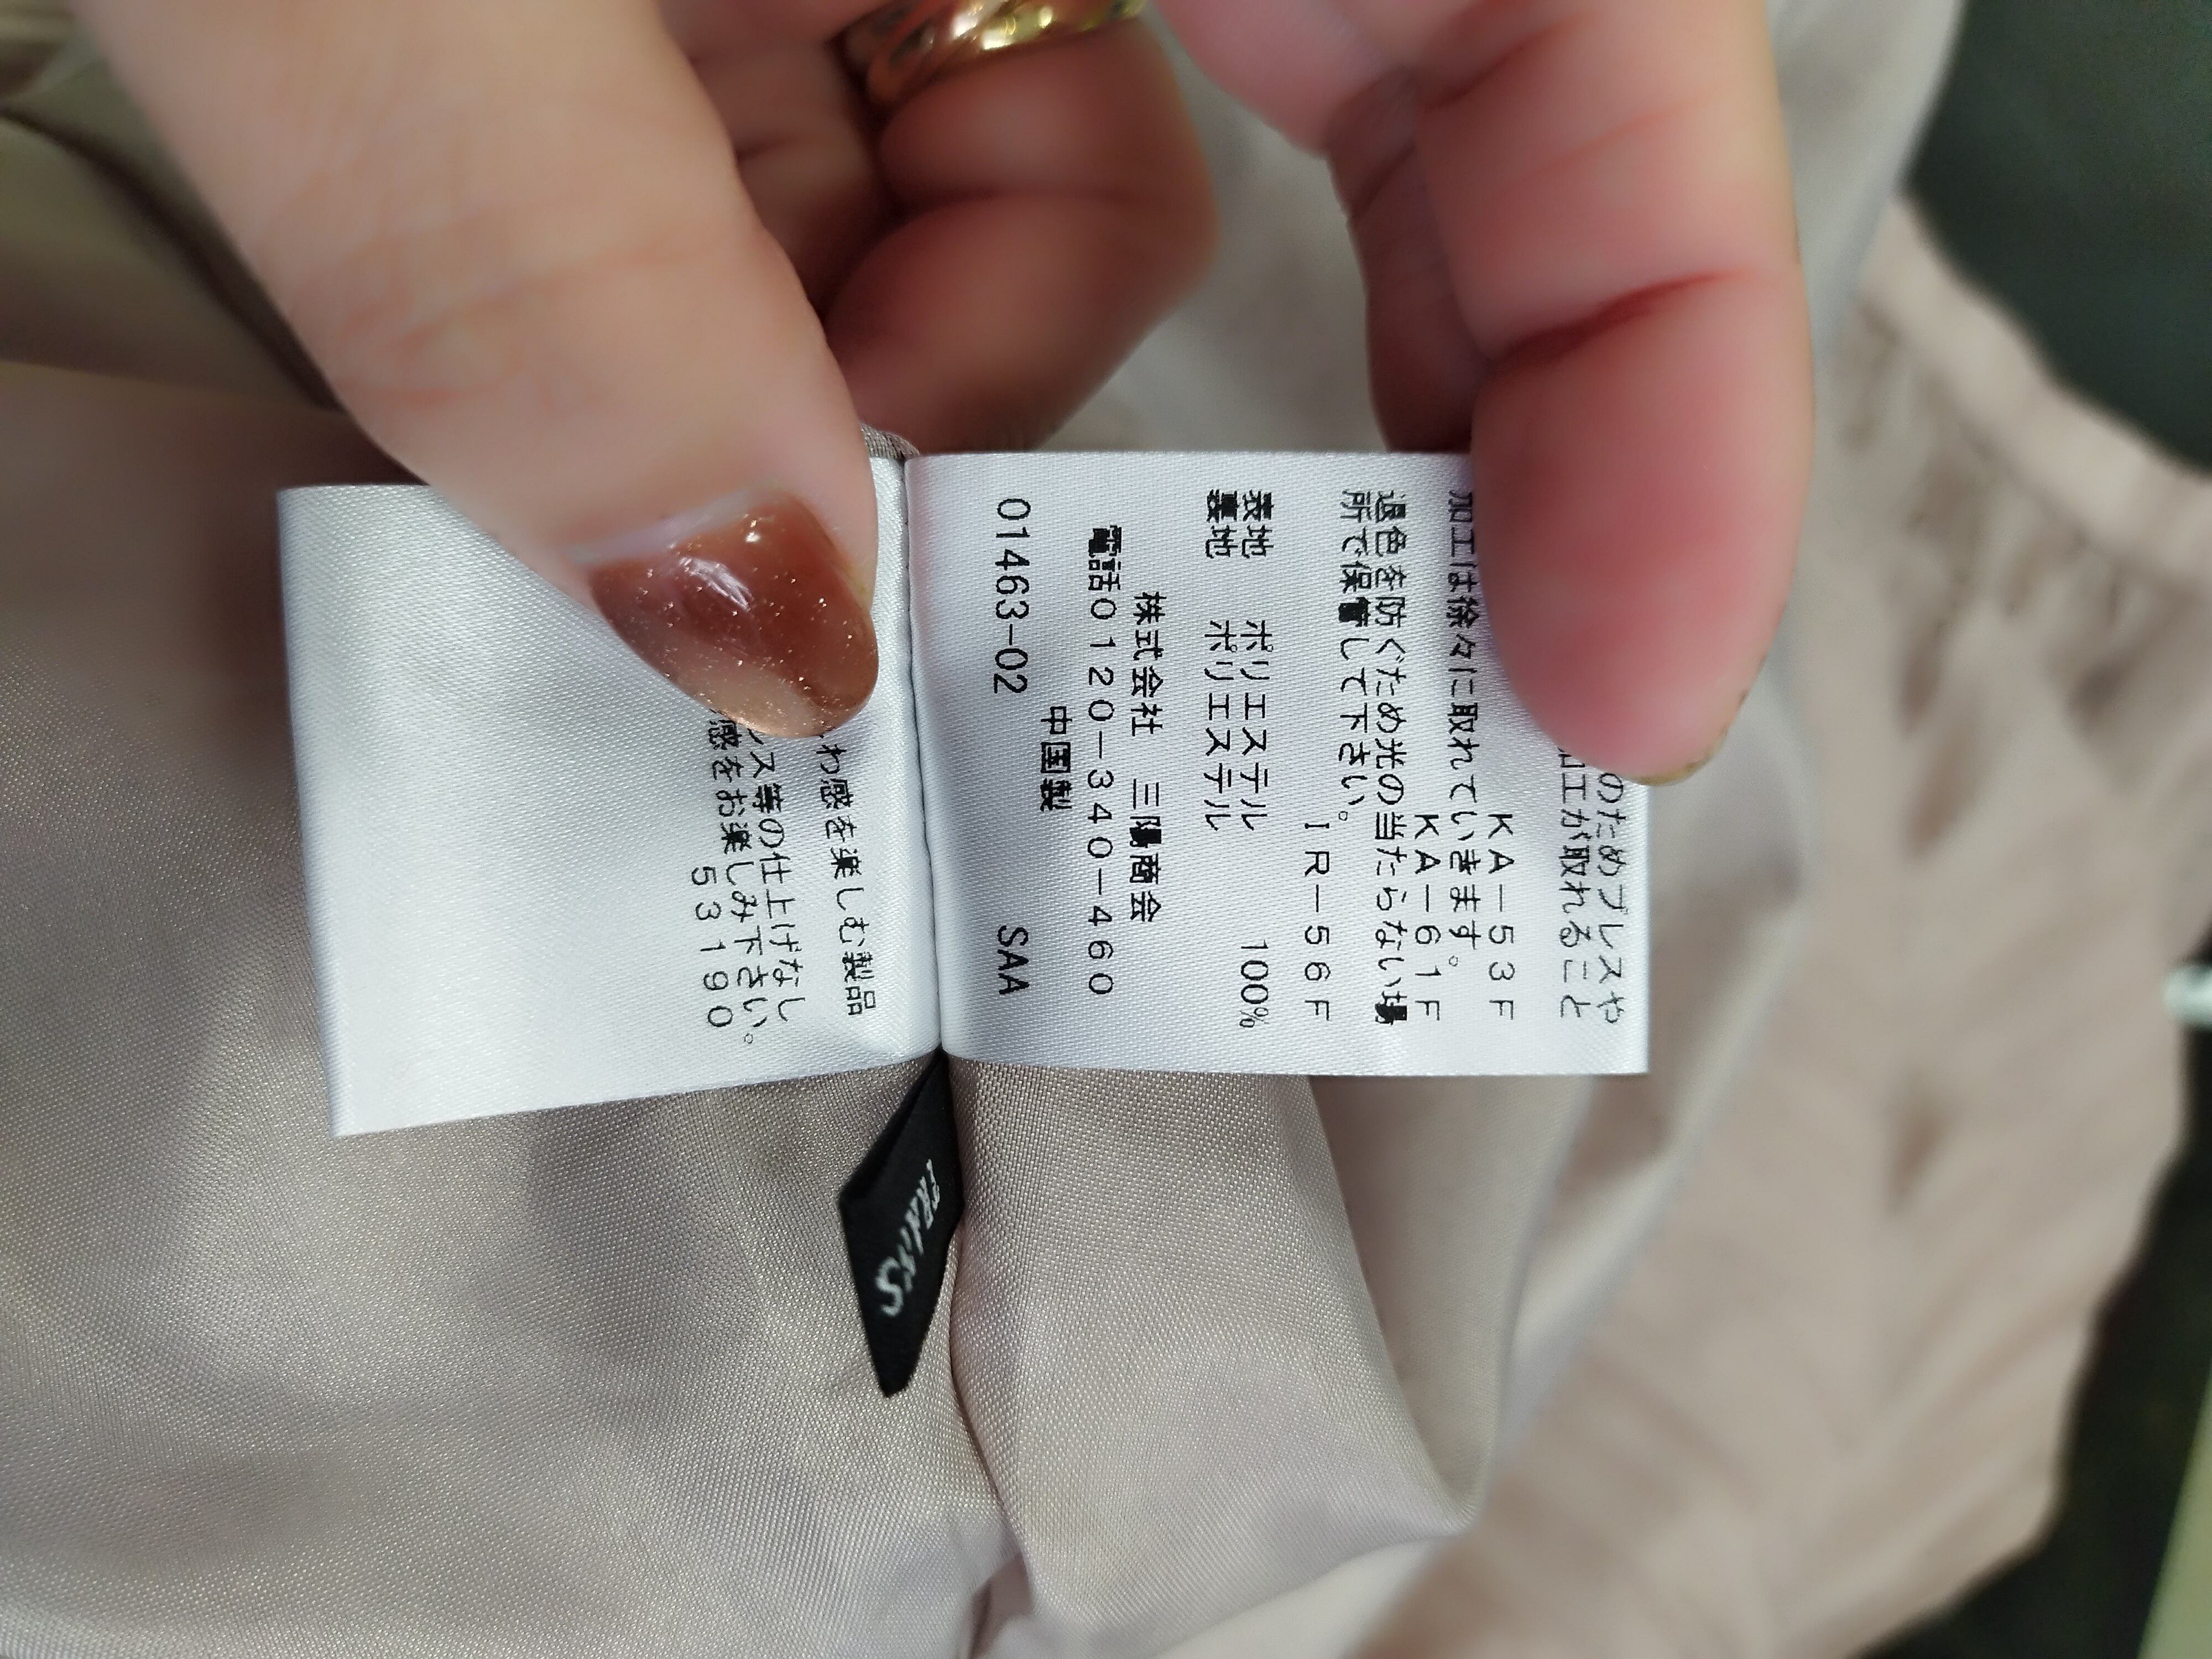 のためプレスや
加工が取れること
KA-53F
加工は徐々に取れていきます。
KA-61F
退色を防ぐため光の当たらない場
所で保管して下さい。
IR-56F
表地 ポリエステル 100%
裏地 ポリエステル
株式会社 三陽商会
電話0120-340-460
中国製
01463-02 SAA
わ感を楽しむ製品
ス等の仕上げなし
感をお楽しみ下さい。
53190